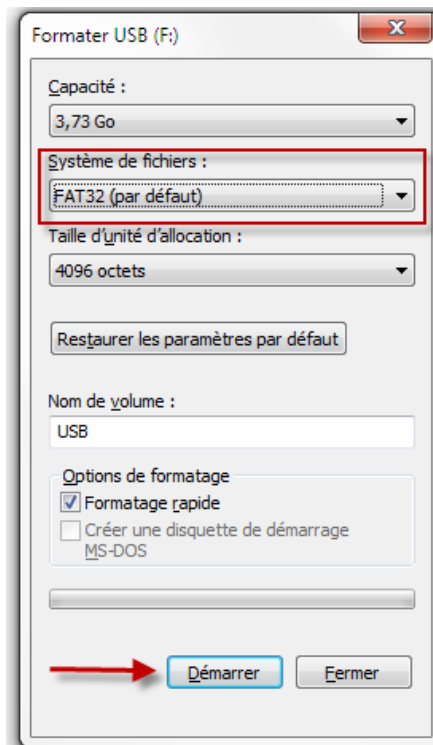 Formater USB (F:)
Capacité :
3,73 Go
Système de fichiers :
FAT32 (par défaut)
Taille d'unité d'allocation :
4096 octets
Restaurer les paramètres par défaut
Nom de volume :
USB
Options de formatage
Formatage rapide
Créer une disquette de démarrage
MS-DOS
Démarrer
Fermer